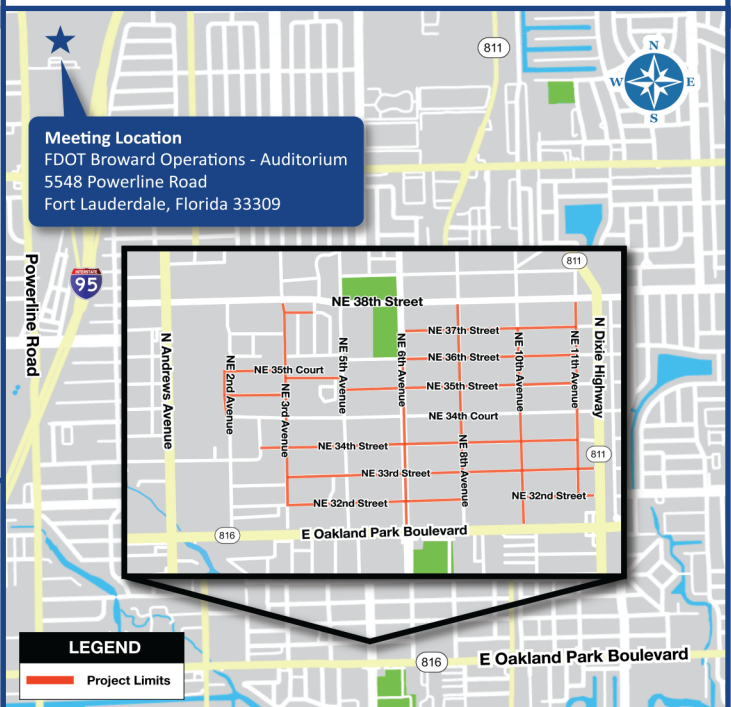 811
N
W
E
S
Meeting Location
FDOT Broward Operations - Auditorium
5548 Powerline Road
Fort Lauderdale, Florida 33309
Powerline Road
INTERSTATE
95
811
NE 38th Street
N Andrews Avenue
NE 2nd Avenue
NE 35th Court
NE 3rd Avenue
NE 5th Avenue
NE 6th Avenue
NE 37th Street
NE 36th Street
NE 35th Street
NE 34th Court
NE 8th Avenue
NE 10th Avenue
NE 11th Avenue
N Dixie Highway
NE 34th Street
811
NE 33rd Street
NE 32nd Street
NE 32nd Street
816
E Oakland Park Boulevard
LEGEND
Project Limits
816
E Oakland Park Boulevard